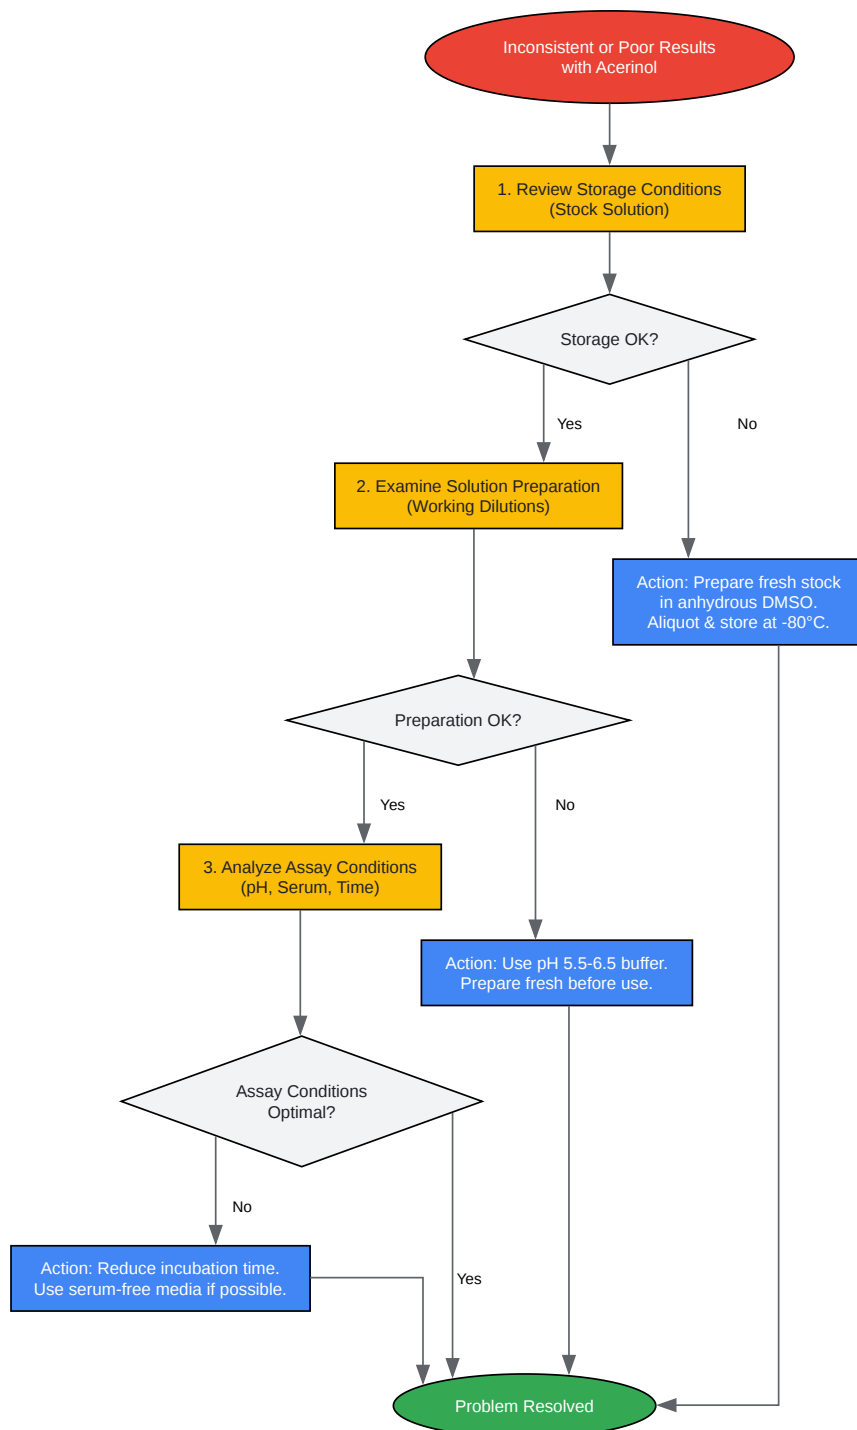 Inconsistent or Poor Results
with Acerinol
1. Review Storage Conditions
(Stock Solution)
Storage OK?
Yes
No
2. Examine Solution Preparation
(Working Dilutions)
Action: Prepare fresh stock
in anhydrous DMSO.
Aliquot & store at -80°C.
Preparation OK?
Yes
No
3. Analyze Assay Conditions
(pH, Serum, Time)
Action: Use pH 5.5-6.5 buffer.
Prepare fresh before use.
Assay Conditions
Optimal?
No
Yes
Action: Reduce incubation time.
Use serum-free media if possible.
Problem Resolved